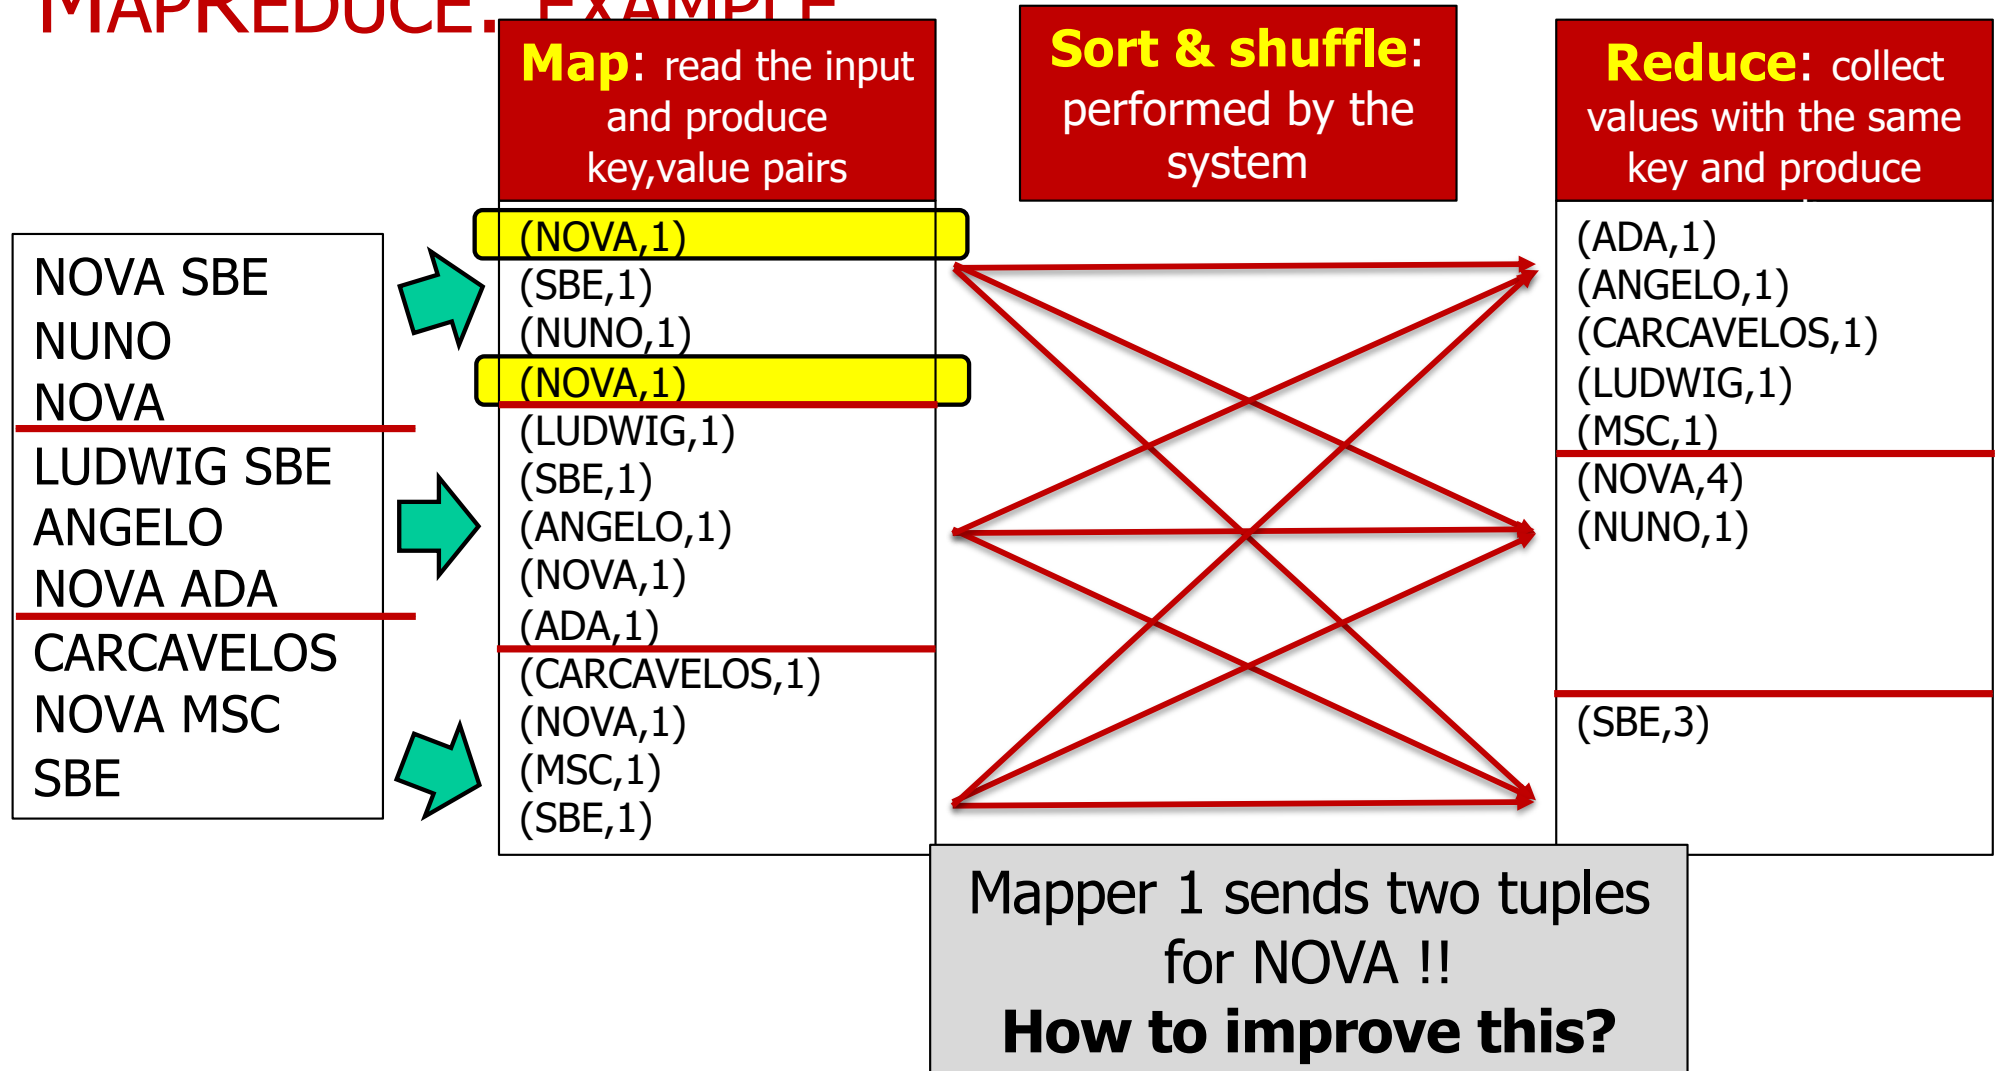 MAPREDUCE: EXAMPLE
Map: read the input
and produce
key,value pairs
Sort & shuffle:
performed by the
system
Reduce: collect
values with the same
key and produce
NOVA SBE
NUNO
NOVA
LUDWIG SBE
ANGELO
NOVA ADA
CARCAVELOS
NOVA MSC
SBE
(NOVA,1)
(SBE,1)
(NUNO,1)
(NOVA,1)
(LUDWIG,1)
(SBE,1)
(ANGELO,1)
(NOVA,1)
(ADA,1)
(CARCAVELOS,1)
(NOVA,1)
(MSC,1)
(SBE,1)
(ADA,1)
(ANGELO,1)
(CARCAVELOS,1)
(LUDWIG,1)
(MSC,1)
(NOVA,4)
(NUNO,1)
(SBE,3)
Mapper 1 sends two tuples
for NOVA !!
How to improve this?